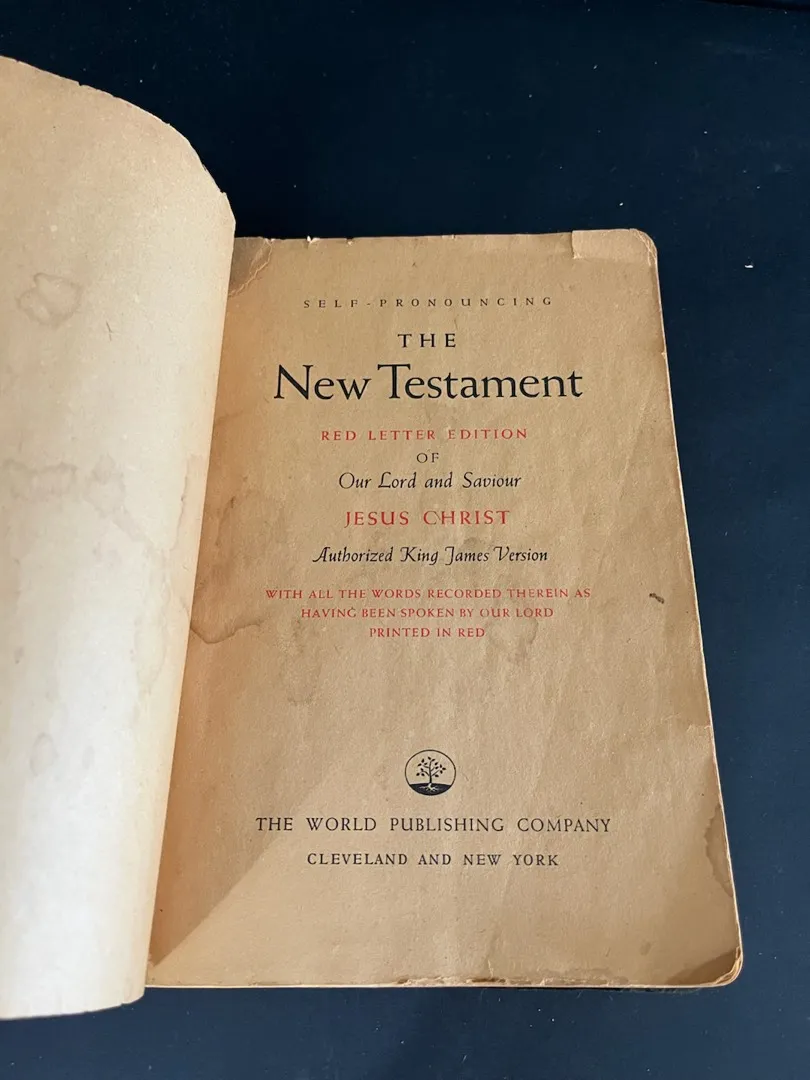 SELF-PRONOUNCING
THE
New Testament
RED LETTER EDITION
OF
Our Lord and Saviour
JESUS CHRIST
Authorized King James Version
WITH ALL THE WORDS RECORDED THEREIN AS
HAVING BEEN SPOKEN BY OUR LORD
PRINTED IN RED
THE WORLD PUBLISHING COMPANY
CLEVELAND AND NEW YORK